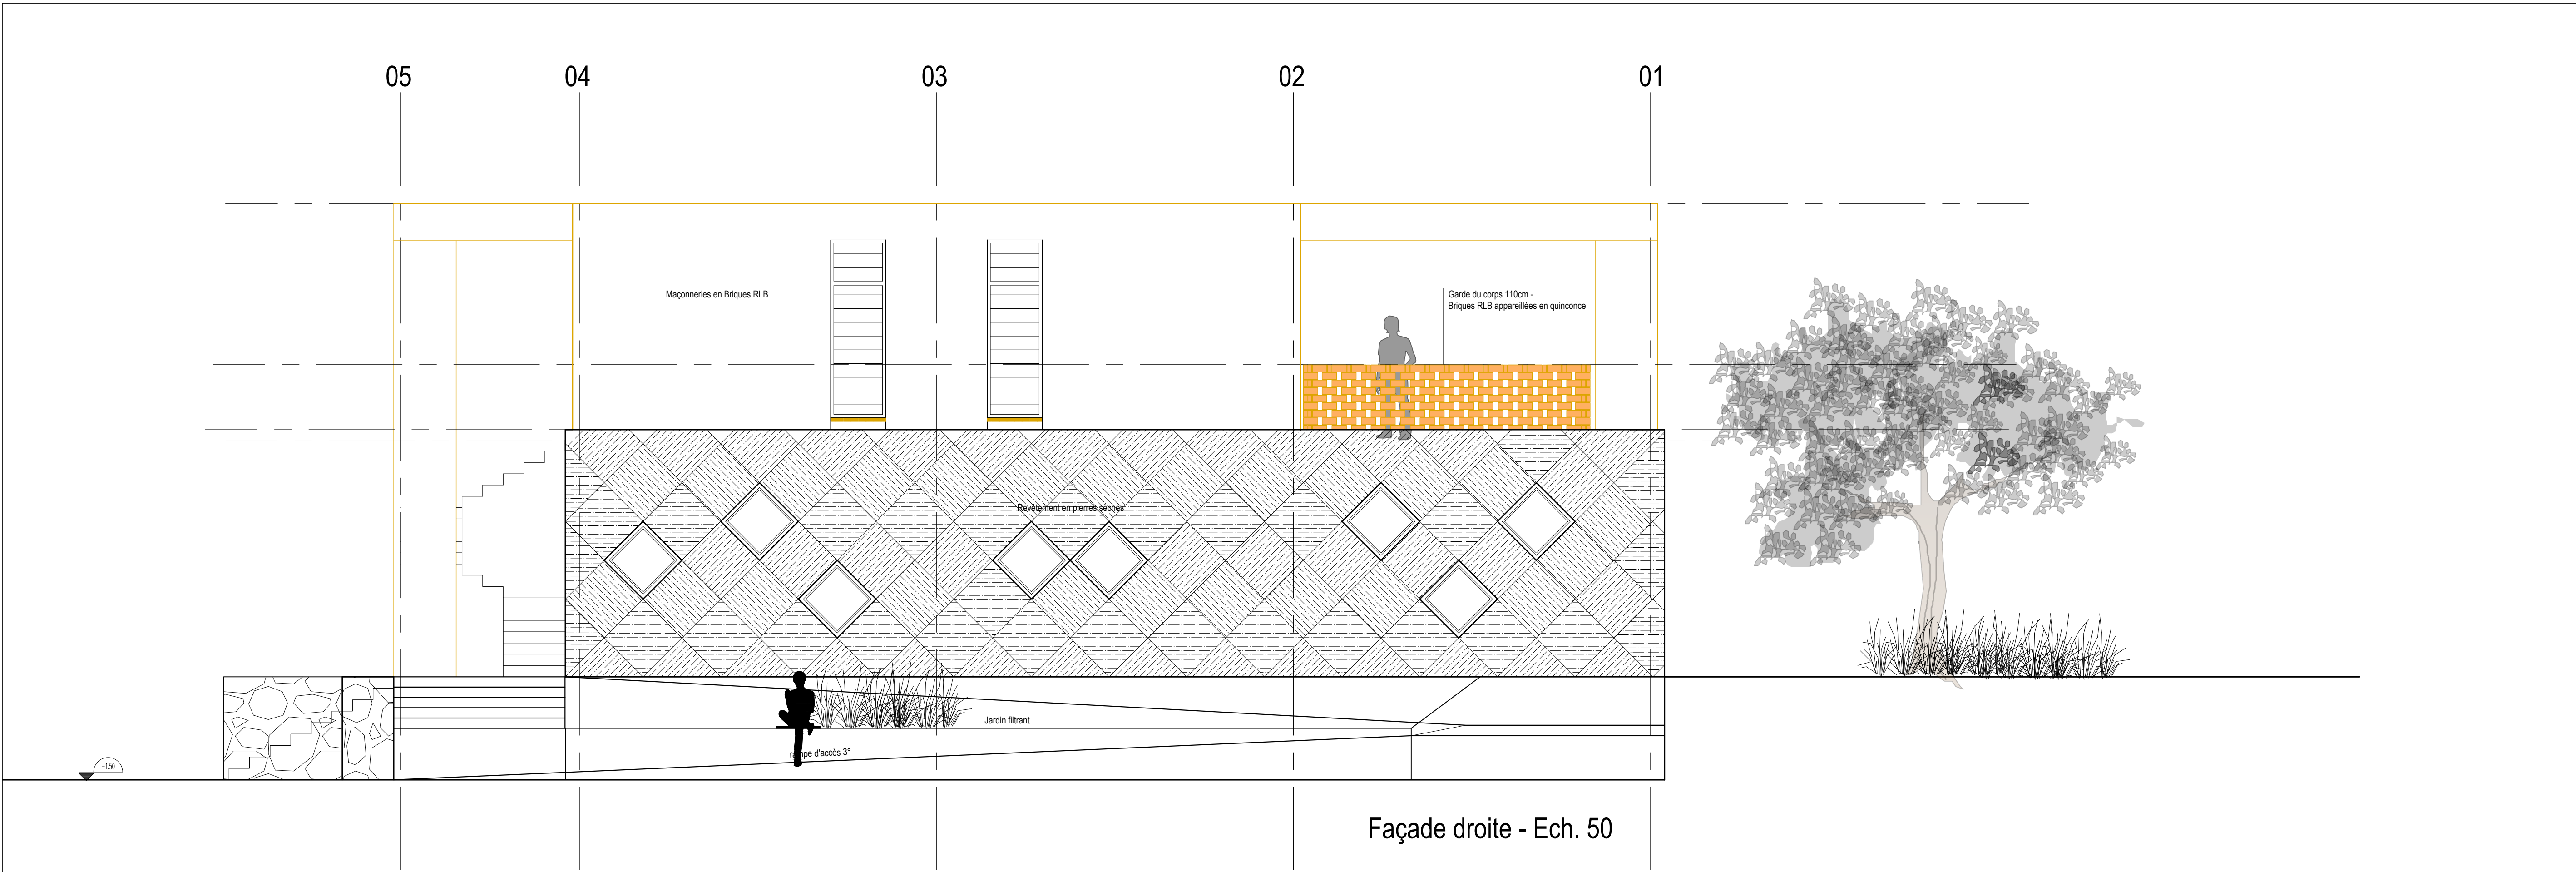 05
04
03
02
01
Maçonneries en Briques RLB
Garde du corps 110cm -
Briques RLB appareillées en quinconce
Revêtement en pierres sèches
Jardin filtrant
rampe d'accès 3°
-1.50
Façade droite - Ech. 50